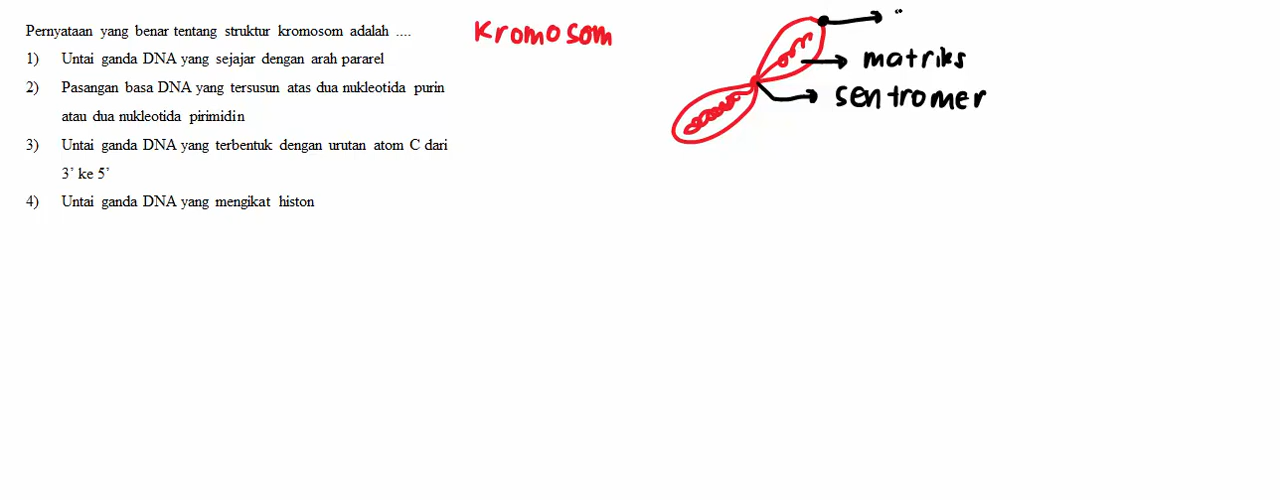 Pernyataan yang benar tentang struktur kromosom adalah ....
1) Untai ganda DNA yang sejajar dengan arah pararel
2) Pasangan basa DNA yang tersusun atas dua nukleotida purin
atau dua nukleotida pirimidin
3) Untai ganda DNA yang terbentuk dengan urutan atom C dari
3' ke 5'
4) Untai ganda DNA yang mengikat histon
Kromosom
matriks
sentromer